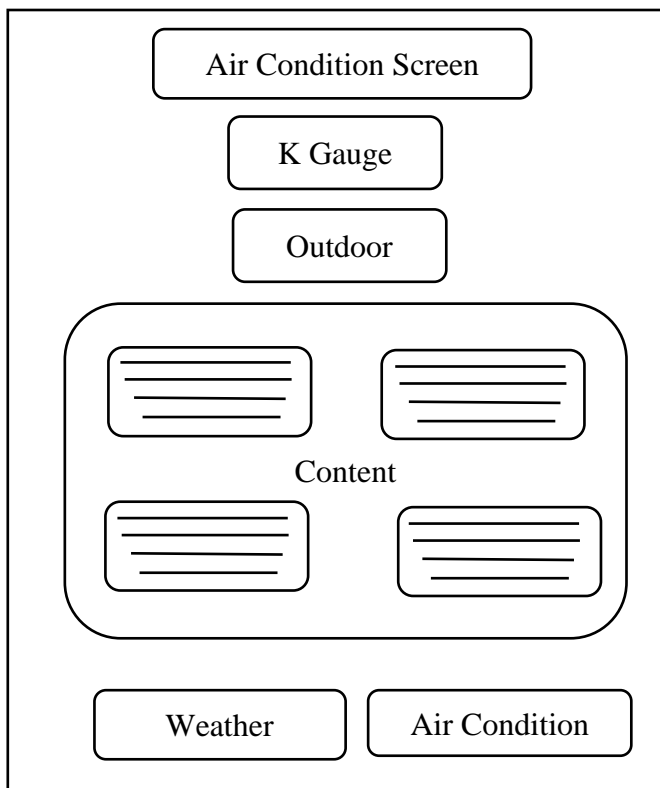 Air Condition Screen
K Gauge
Outdoor
Content
Weather
Air Condition